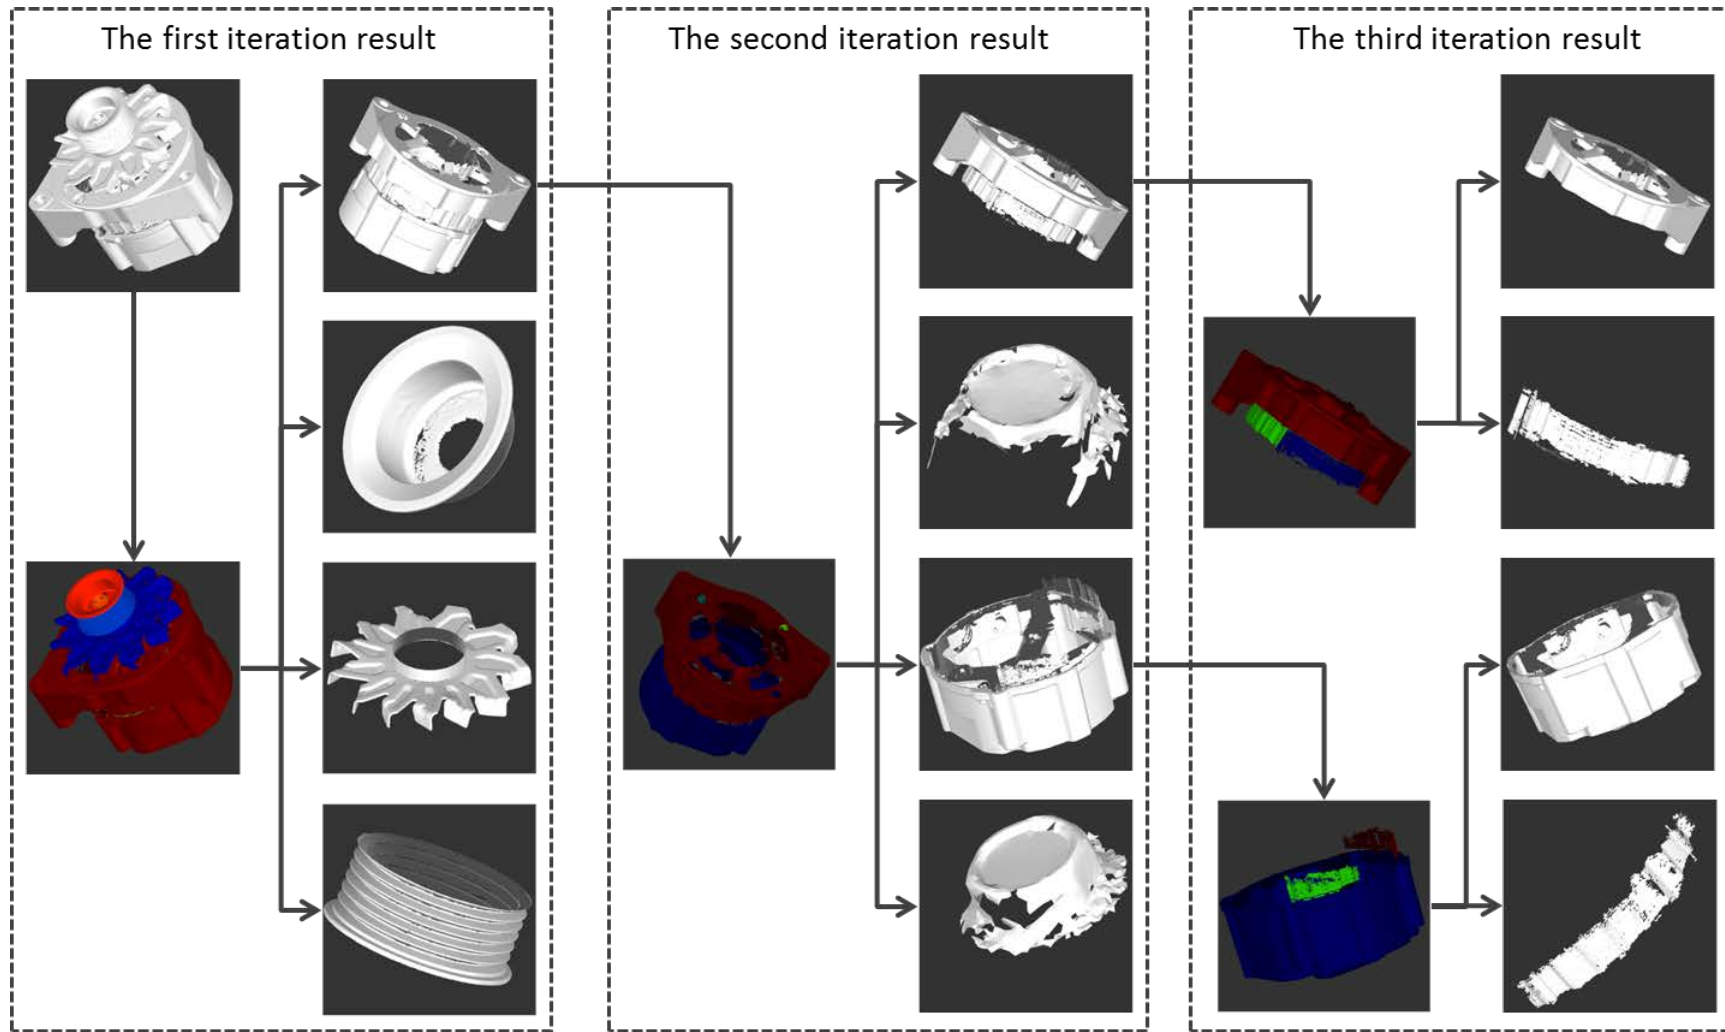 The first iteration result
The second iteration result
The third iteration result